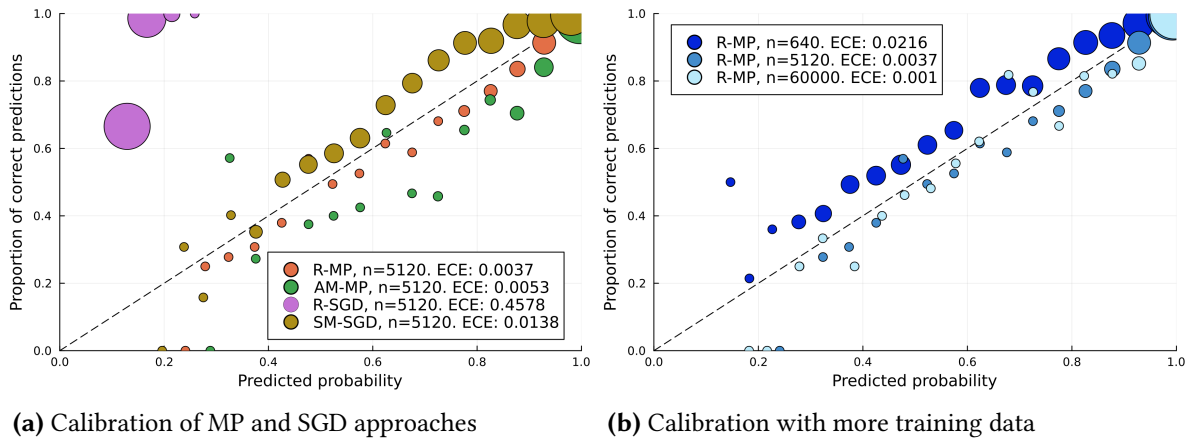 Proportion of correct predictions
1.0
0.8
0.6
0.4
0.2
0.0
0.0
0.2
0.4
0.6
0.8
1.0
Predicted probability
R-MP, n=5120. ECE: 0.0037
AM-MP, n=5120. ECE: 0.0053
R-SGD, n=5120. ECE: 0.4578
SM-SGD, n=5120. ECE: 0.0138
(a) Calibration of MP and SGD approaches
Proportion of correct predictions
1.0
0.8
0.6
0.4
0.2
0.0
0.0
0.2
0.4
0.6
0.8
1.0
Predicted probability
R-MP, n=640. ECE: 0.0216
R-MP, n=5120. ECE: 0.0037
R-MP, n=60000. ECE: 0.001
(b) Calibration with more training data